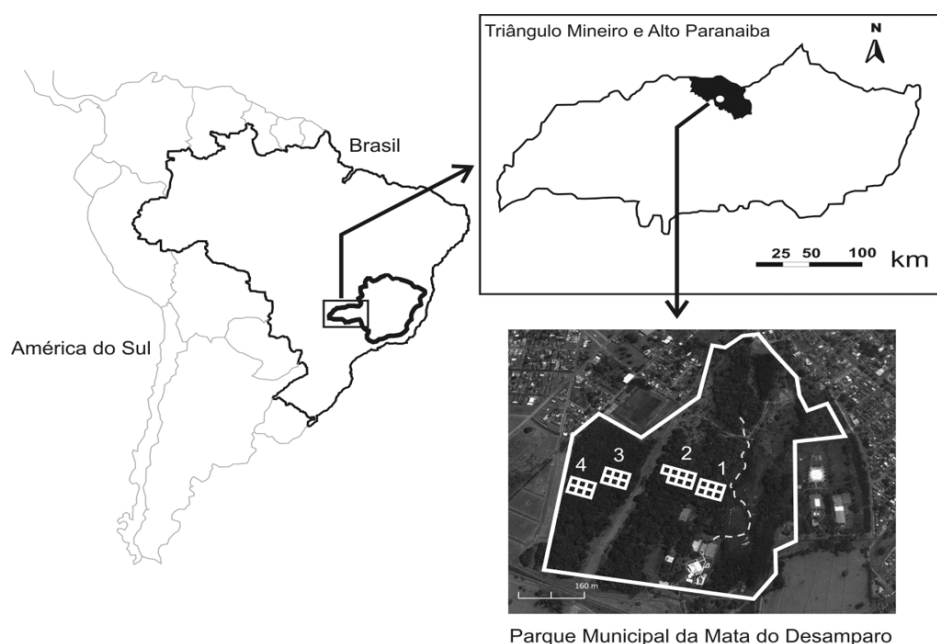 Triângulo Mineiro e Alto Paranaiba
N
Brasil
25 50 100
km
América do Sul
4 3 2 1
160 m
Parque Municipal da Mata do Desamparo